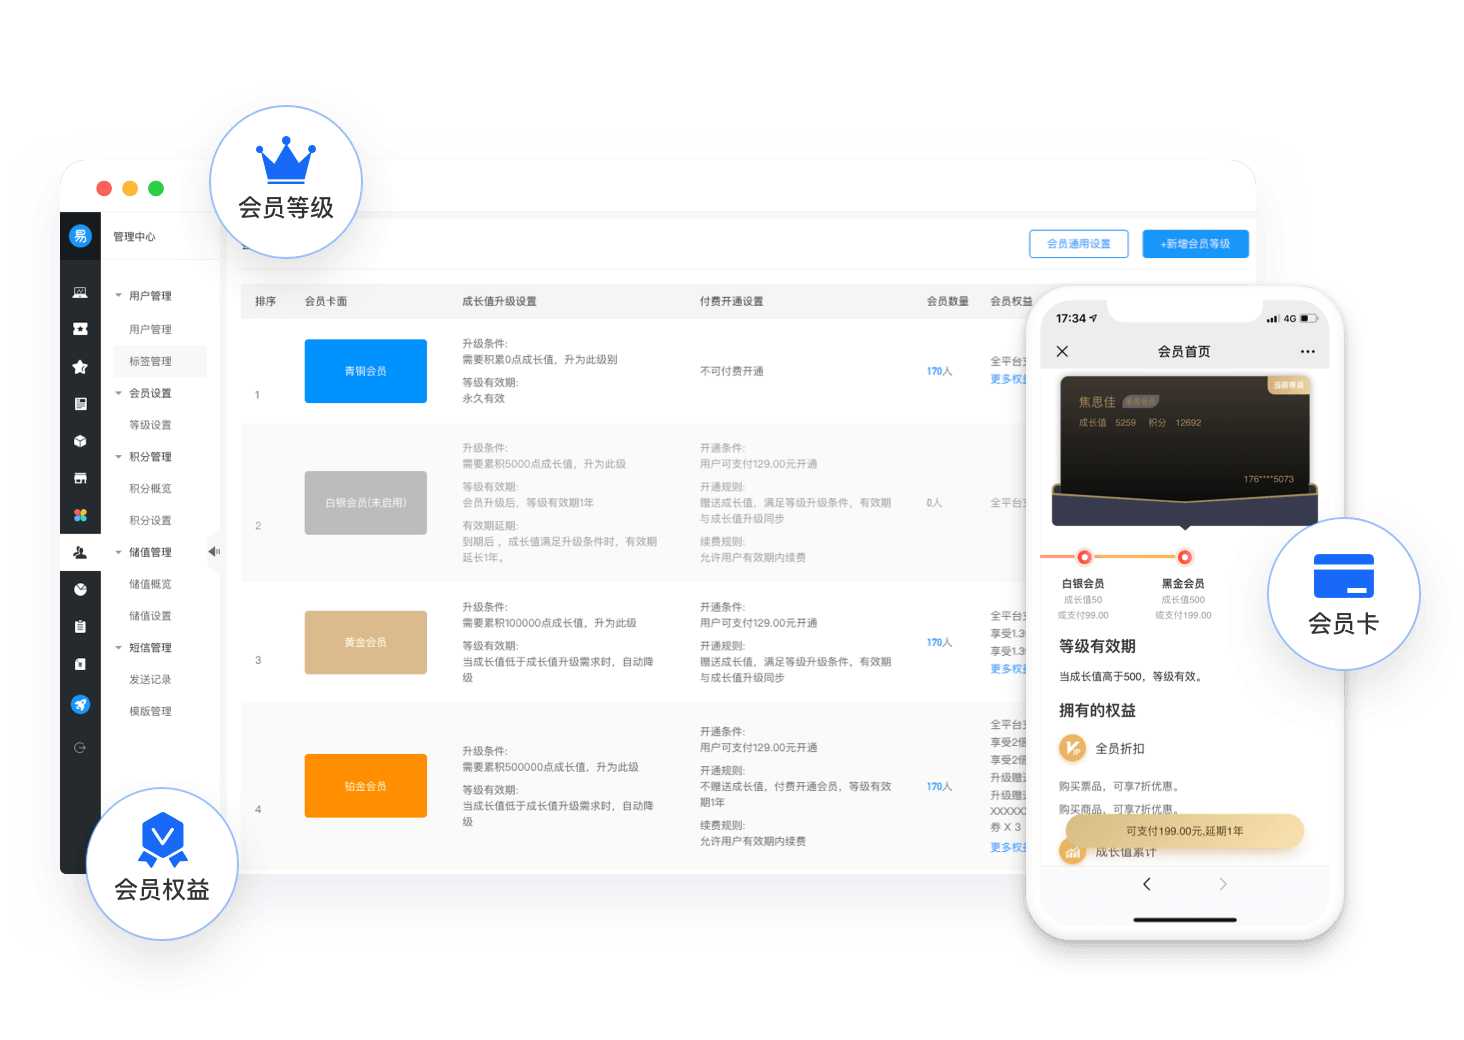 会员等级
易
管理中心
会员通用设置
+新增会员等级
用户管理
用户管理
标签管理
会员设置
等级设置
积分管理
积分概览
积分设置
储值管理
储值概览
储值设置
短信管理
发送记录
模版管理
排序 会员卡面 成长值升级设置 付费开通设置 会员数量 会员权益
1
青铜会员
升级条件:
需要积累0点成长值，升为此级别
等级有效期:
永久有效
不可付费开通
170人
全平台支
更多权益
2
白银会员(未启用)
升级条件:
需要累积5000点成长值，升为此级
等级有效期:
会员升级后，等级有效期1年
有效期延期:
到期后，成长值满足升级条件时，有效期
延长1年。
开通条件:
用户可支付129.00元开通
开通规则:
赠送成长值，满足等级升级条件，有效期
与成长值升级同步
续费规则:
允许用户有效期内续费
0人
全平台支
3
黄金会员
升级条件:
需要累积100000点成长值，升为此级
等级有效期:
当成长值低于成长值升级需求时，自动降
级
开通条件:
用户可支付129.00元开通
开通规则:
赠送成长值，满足等级升级条件，有效期
与成长值升级同步
170人
全平台支
享受1.3
享受1.3
更多权益
4
铂金会员
升级条件:
需要累积500000点成长值，升为此级
等级有效期:
当成长值低于成长值升级需求时，自动降
级
开通条件:
用户可支付129.00元开通
开通规则:
不赠送成长值，付费开通会员，等级有效
期1年
续费规则:
允许用户有效期内续费
170人
全平台支
享受2倍
享受2倍
升级赠送
升级赠送
XXXXXX
券 X 3
更多权益
会员权益
17:34
4G
会员首页
当前等级
焦思佳 黑金会员
成长值 5259 积分 12692
176****5073
白银会员
成长值50
或支付99.00
黑金会员
成长值500
或支付199.00
等级有效期
当成长值高于500，等级有效。
拥有的权益
VIP
全员折扣
购买票品，可享7折优惠。
购买商品，可享7折优惠。
可支付199.00元,延期1年
成长值累计
会员卡